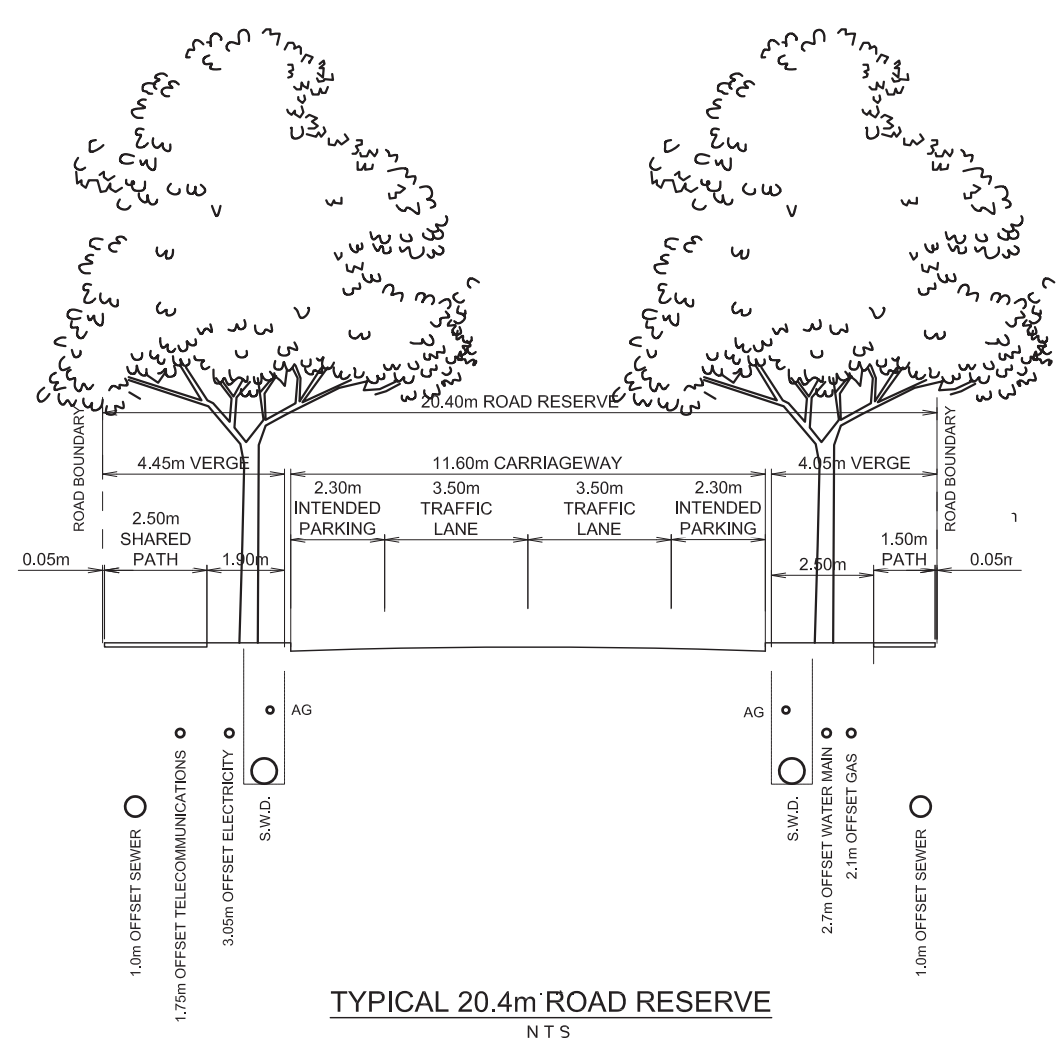 20.40m ROAD RESERVE
ROAD BOUNDARY
ROAD BOUNDARY
4.45m VERGE
11.60m CARRIAGEWAY
4.05m VERGE
2.30m
INTENDED
PARKING
3.50m
TRAFFIC
LANE
3.50m
TRAFFIC
LANE
2.30m
INTENDED
PARKING
0.05m
2.50m
SHARED
PATH
1.90m
2.50m
1.50m
PATH
0.05m
AG
AG
1.0m OFFSET SEWER
1.75m OFFSET TELECOMMUNICATIONS
3.05m OFFSET ELECTRICITY
S.W.D.
S.W.D.
2.7m OFFSET WATER MAIN
2.1m OFFSET GAS
1.0m OFFSET SEWER
TYPICAL 20.4m ROAD RESERVE
N T S